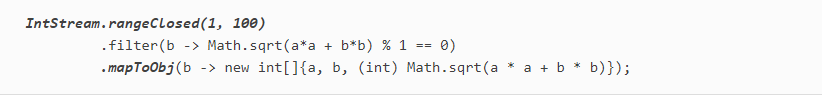 IntStream.rangeClosed(1, 100)
.filter(b -> Math.sqrt(a*a + b*b) % 1 == 0)
.mapToObj(b -> new int[]{a, b, (int) Math.sqrt(a * a + b * b)});